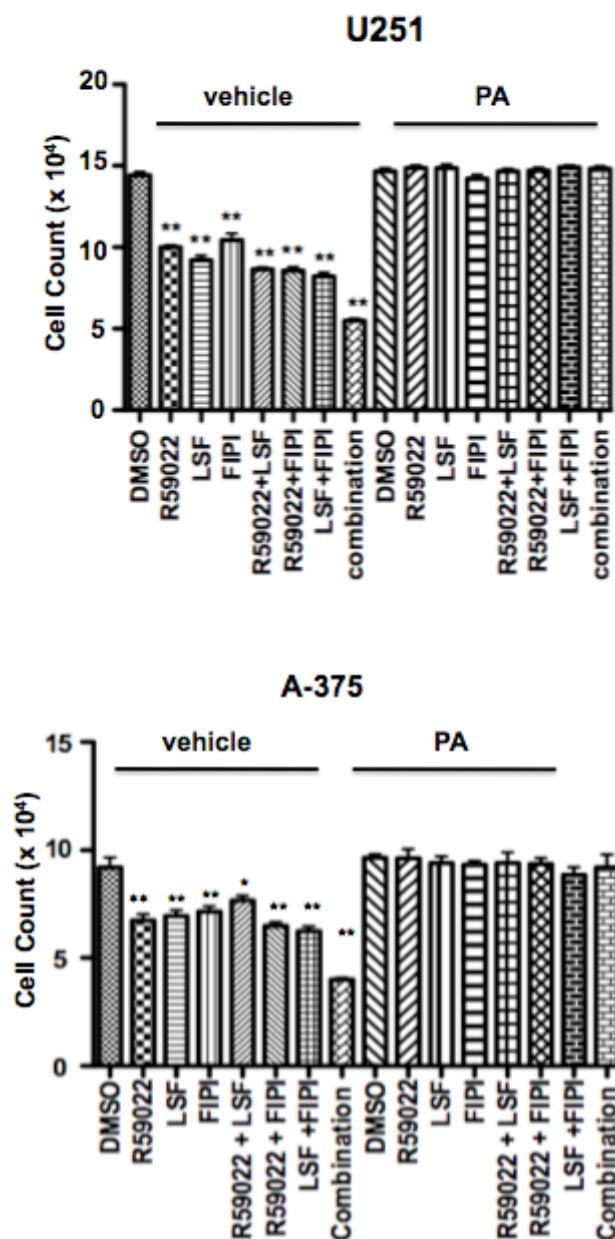 U251
vehicle PA
Cell Count (x 10⁴)
20
15
10
5
0
** ** ** ** ** ** **
DMSO
R59022
LSF
FIPI
R59022+LSF
R59022+FIPI
LSF+FIPI
combination
DMSO
R59022
LSF
FIPI
R59022+LSF
R59022+FIPI
LSF+FIPI
combination
A-375
vehicle PA
Cell Count (x 10⁴)
15
10
5
0
** ** ** * ** ** **
DMSO
R59022
LSF
FIPI
R59022 + LSF
R59022 + FIPI
LSF +FIPI
Combination
DMSO
R59022
LSF
FIPI
R59022 + LSF
R59022 + FIPI
LSF +FIPI
Combination